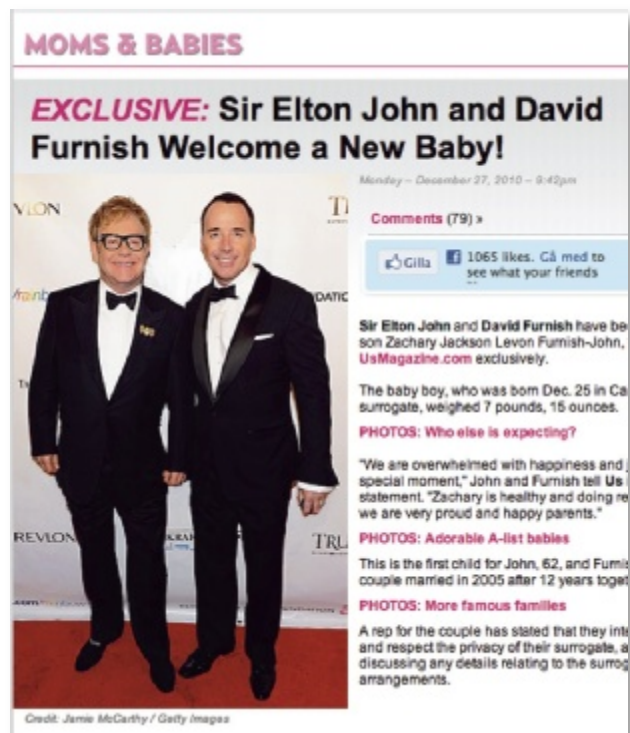 MOMS & BABIES
EXCLUSIVE: Sir Elton John and David
Furnish Welcome a New Baby!
Monday – December 27, 2010 – 9:42pm
Comments (79) »
Gilla
1065 likes. Gå med to
see what your friends
VLON
REVLON
Sir Elton John and David Furnish have be
son Zachary Jackson Levon Furnish-John,
UsMagazine.com exclusively.
The baby boy, who was born Dec. 25 in Ca
surrogate, weighed 7 pounds, 15 ounces.
PHOTOS: Who else is expecting?
"We are overwhelmed with happiness and j
special moment," John and Furnish tell Us i
statement. "Zachary is healthy and doing re
we are very proud and happy parents."
PHOTOS: Adorable A-list babies
This is the first child for John, 62, and Furnis
couple married in 2005 after 12 years toget
PHOTOS: More famous families
A rep for the couple has stated that they inte
and respect the privacy of their surrogate, a
discussing any details relating to the surrog
arrangements.
Credit: Jamie McCarthy / Getty Images